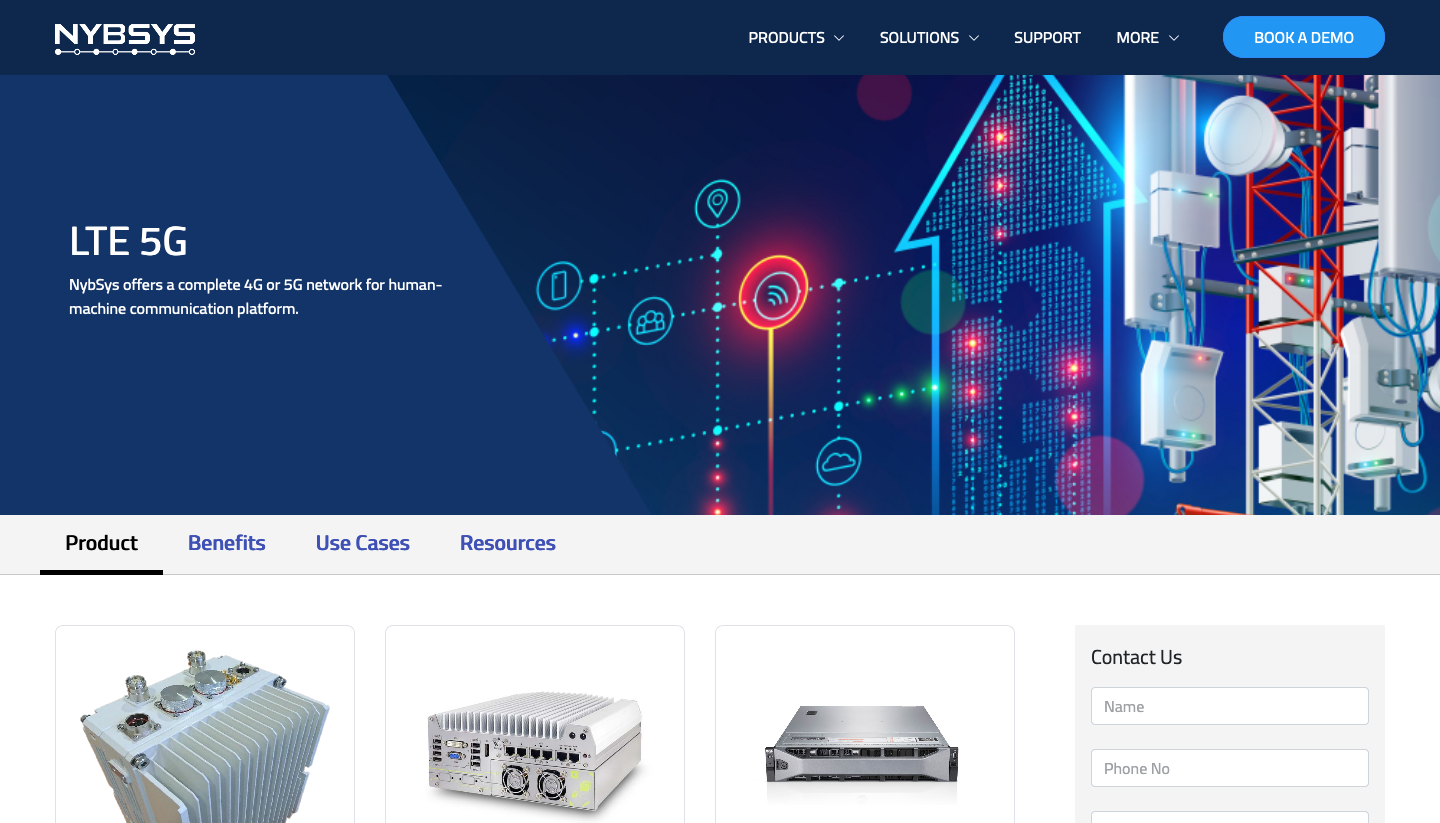 NYBSYS
PRODUCTS
SOLUTIONS
SUPPORT
MORE
BOOK A DEMO
LTE 5G
NybSys offers a complete 4G or 5G network for human-
machine communication platform.
Product
Benefits
Use Cases
Resources
Contact Us
Name
Phone No